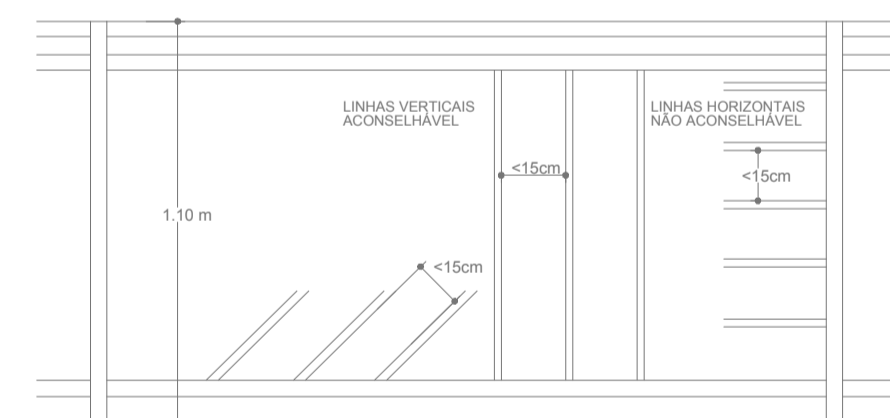 LINHAS VERTICAIS
ACONSELHÁVEL
LINHAS HORIZONTAIS
NÃO ACONSELHÁVEL
<15cm
<15cm
1.10 m
<15cm